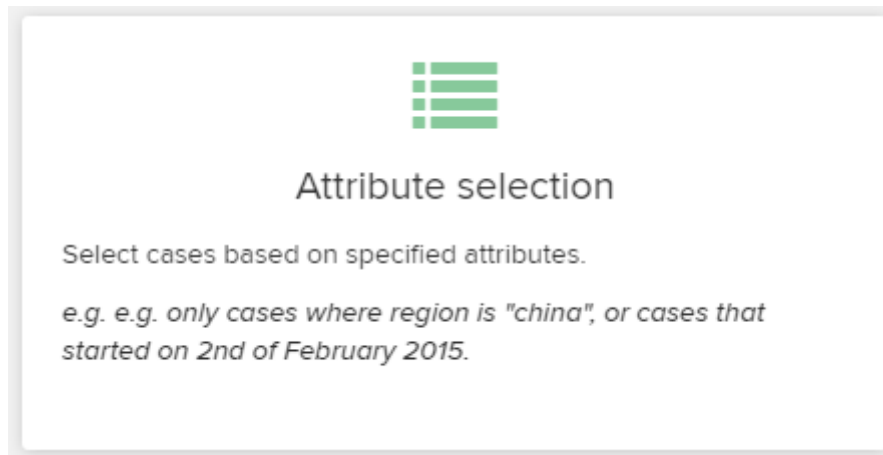 Attribute selection
Select cases based on specified attributes.
e.g. e.g. only cases where region is "china", or cases that
started on 2nd of February 2015.